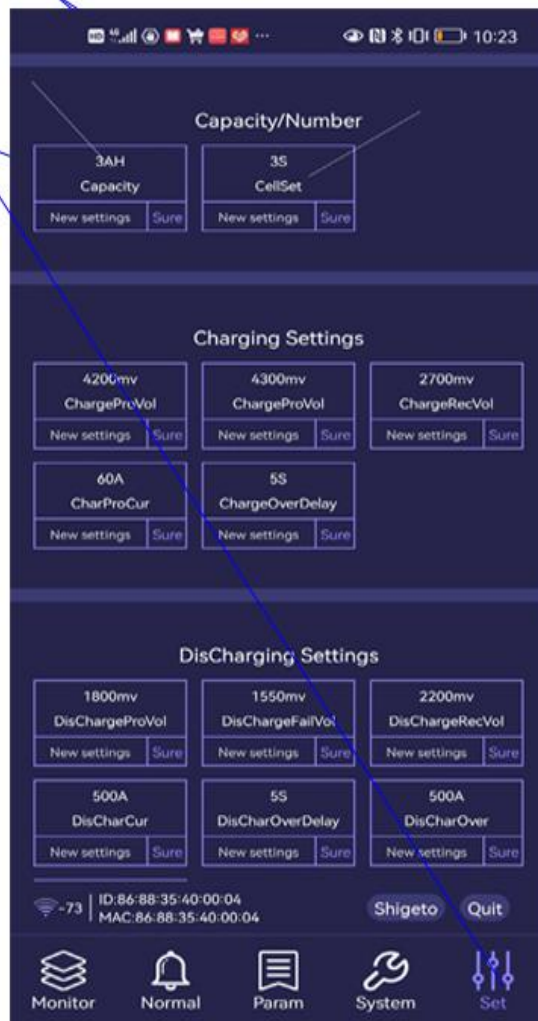 HD 4G 10:23
Capacity/Number
3AH 3S
Capacity CellSet
New settings Sure New settings Sure
Charging Settings
4200mv 4300mv 2700mv
ChargeProVol ChargeProVol ChargeRecVol
New settings Sure New settings Sure New settings Sure
60A 5S
CharProCur ChargeOverDelay
New settings Sure New settings Sure
DisCharging Settings
1800mv 1550mv 2200mv
DisChargeProVol DisChargeFailVol DisChargeRecVol
New settings Sure New settings Sure New settings Sure
500A 5S 500A
DisCharCur DisCharOverDelay DisCharOver
New settings Sure New settings Sure New settings Sure
-73 ID:86:88:35:40:00:04 Shigeto Quit
MAC:86:88:35:40:00:04
Monitor Normal Param System Set